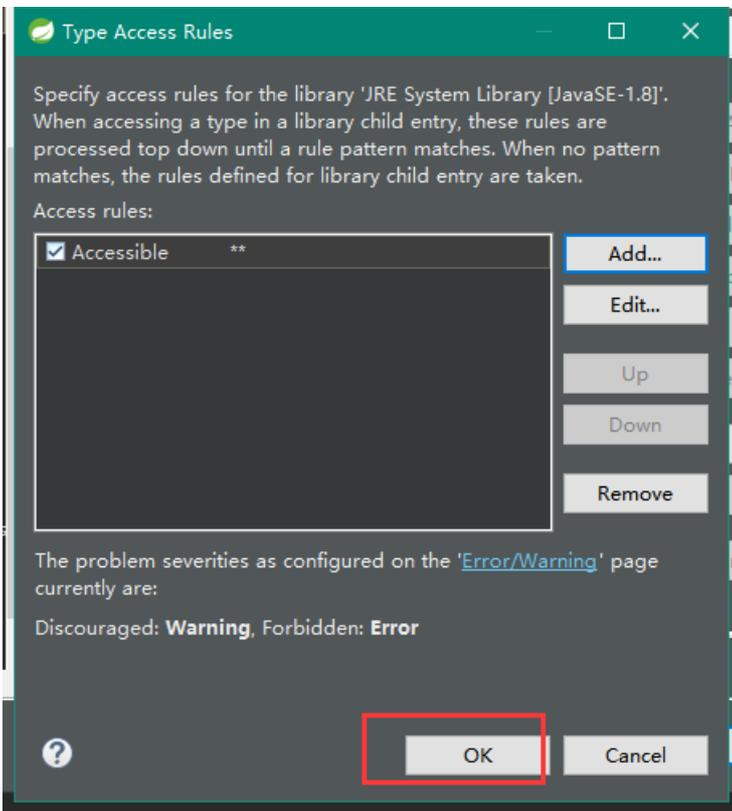 Type Access Rules
Specify access rules for the library 'JRE System Library [JavaSE-1.8]'.
When accessing a type in a library child entry, these rules are
processed top down until a rule pattern matches. When no pattern
matches, the rules defined for library child entry are taken.
Access rules:
Accessible **
Add...
Edit...
Up
Down
Remove
The problem severities as configured on the 'Error/Warning' page
currently are:
Discouraged: Warning, Forbidden: Error
?
OK
Cancel